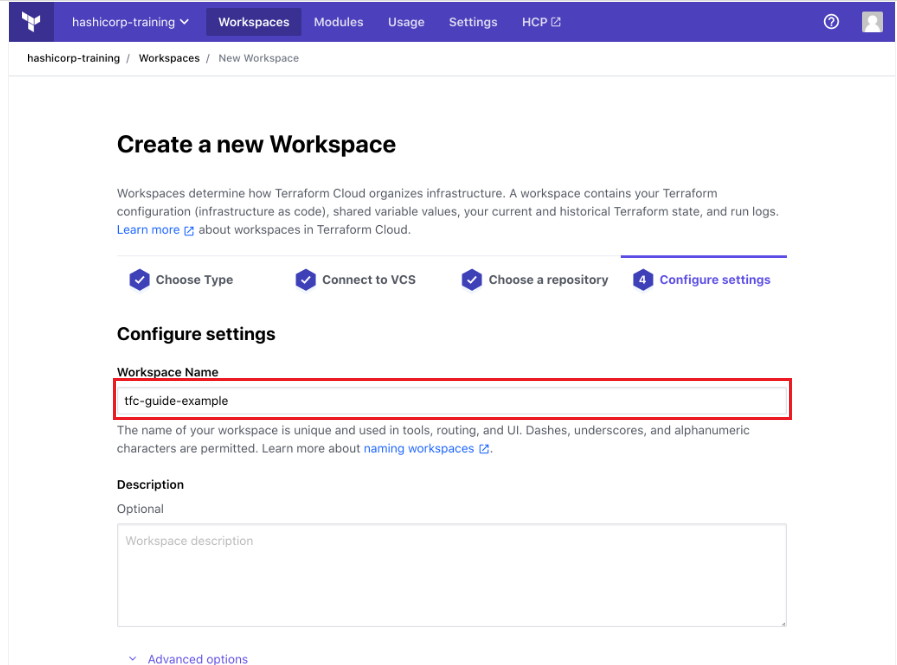 hashicorp-training Workspaces Modules Usage Settings HCP
hashicorp-training / Workspaces / New Workspace
Create a new Workspace
Workspaces determine how Terraform Cloud organizes infrastructure. A workspace contains your Terraform
configuration (infrastructure as code), shared variable values, your current and historical Terraform state, and run logs.
Learn more about workspaces in Terraform Cloud.
Choose Type Connect to VCS Choose a repository 4 Configure settings
Configure settings
Workspace Name
tfc-guide-example
The name of your workspace is unique and used in tools, routing, and UI. Dashes, underscores, and alphanumeric
characters are permitted. Learn more about naming workspaces.
Description
Optional
Workspace description
Advanced options